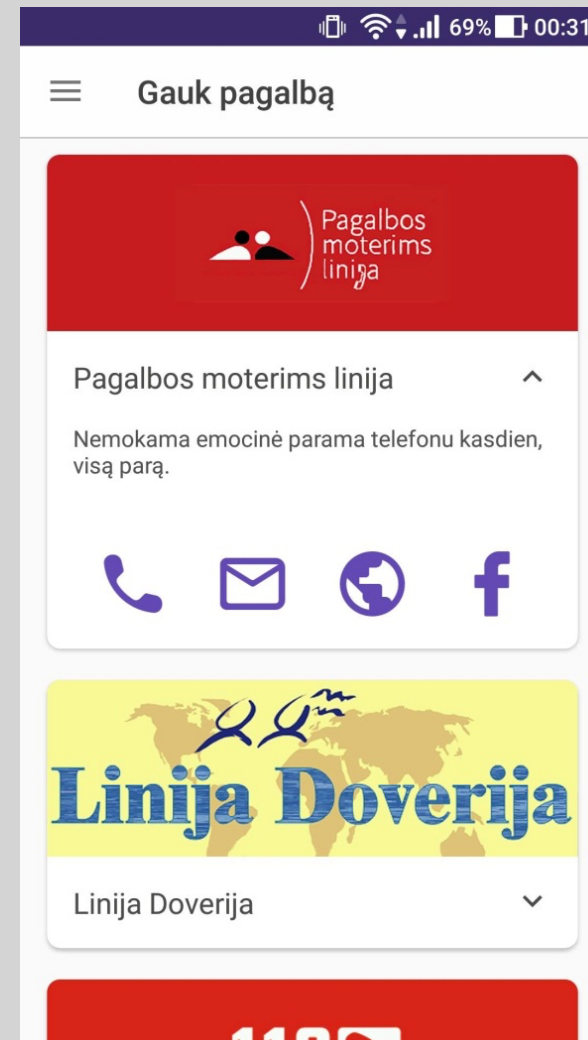 69% 00:31
Gauk pagalbą
Pagalbos
moterims
linija
Pagalbos moterims linija
Nemokama emocinė parama telefonu kasdien,
visą parą.
Linija Doverija
Linija Doverija